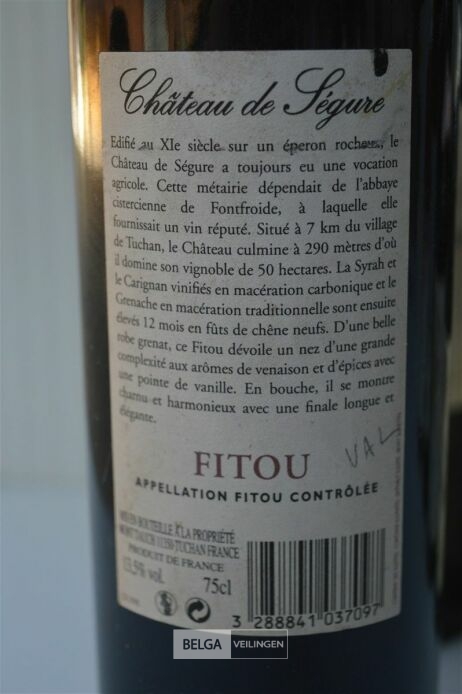 Château de Ségure
Edifié au XIe siècle sur un éperon rocheux, le
Château de Ségure a toujours eu une vocation
agricole. Cette métairie dépendait de l'abbaye
cistercienne de Fontfroide, à laquelle elle
fournissait un vin réputé. Situé à 7 km du village
de Tuchan, le Château culmine à 290 mètres d'où
il domine son vignoble de 50 hectares. La Syrah et
le Carignan vinifiés en macération carbonique et le
Grenache en macération traditionnelle sont ensuite
élevés 12 mois en fûts de chêne neufs. D'une belle
robe grenat, ce Fitou dévoile un nez d'une grande
complexité aux arômes de venaison et d'épices avec
une pointe de vanille. En bouche, il se montre
charnu et harmonieux avec une finale longue et
élégante.
VAL
FITOU
APPELLATION FITOU CONTRÔLÉE
MIS EN BOUTEILLE À LA PROPRIÉTÉ
MONT TAUCH 11350 TUCHAN FRANCE
PRODUIT DE FRANCE
13,5% vol. 75cl
3 288841 037097
BELGA VEILINGEN